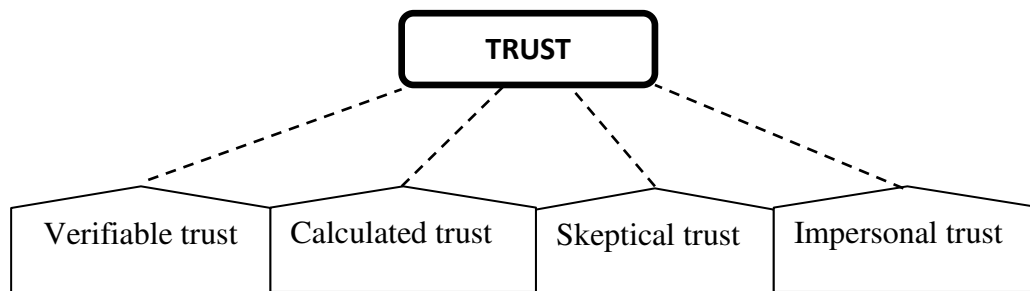 TRUST
Verifiable trust
Calculated trust
Skeptical trust
Impersonal trust